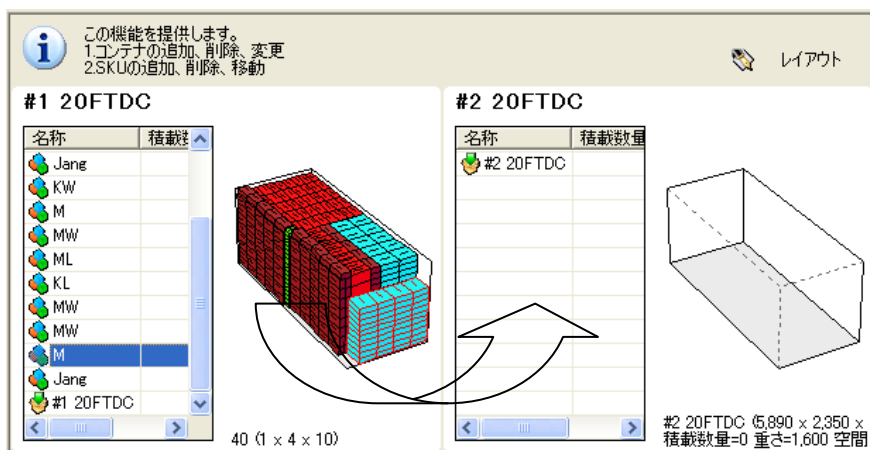 この機能を提供します。
1.コンテナの追加、削除、変更
2.SKUの追加、削除、移動
レイアウト
#1 20FTDC
名称 積載数
Jang
KW
M
MW
ML
KL
MW
MW
M
Jang
#1 20FTDC
40 (1 x 4 x 10)
#2 20FTDC
名称 積載数量
#2 20FTDC
#2 20FTDC (5,890 x 2,350 x
積載数量=0 重さ=1,600 空間